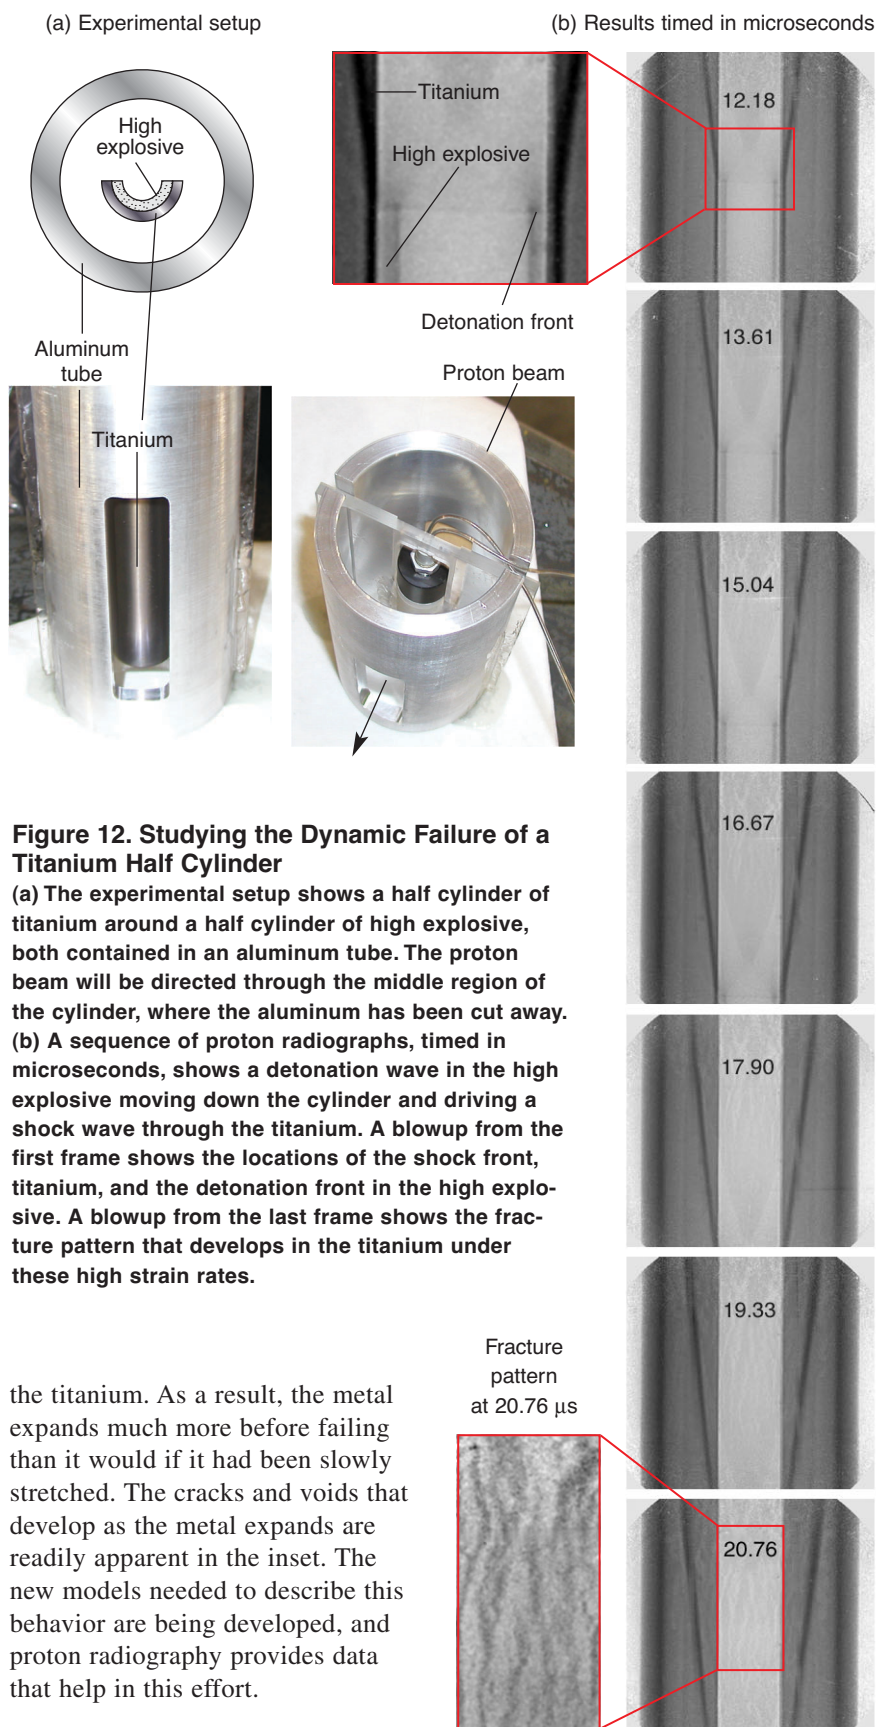 (a) Experimental setup
(b) Results timed in microseconds
High
explosive
Aluminum
tube
Titanium
Titanium
High explosive
Detonation front
Proton beam
12.18
13.61
15.04
16.67
17.90
19.33
20.76
Figure 12. Studying the Dynamic Failure of a
Titanium Half Cylinder
(a) The experimental setup shows a half cylinder of
titanium around a half cylinder of high explosive,
both contained in an aluminum tube. The proton
beam will be directed through the middle region of
the cylinder, where the aluminum has been cut away.
(b) A sequence of proton radiographs, timed in
microseconds, shows a detonation wave in the high
explosive moving down the cylinder and driving a
shock wave through the titanium. A blowup from the
first frame shows the locations of the shock front,
titanium, and the detonation front in the high explo-
sive. A blowup from the last frame shows the frac-
ture pattern that develops in the titanium under
these high strain rates.
Fracture
pattern
at 20.76 μs
the titanium. As a result, the metal
expands much more before failing
than it would if it had been slowly
stretched. The cracks and voids that
develop as the metal expands are
readily apparent in the inset. The
new models needed to describe this
behavior are being developed, and
proton radiography provides data
that help in this effort.